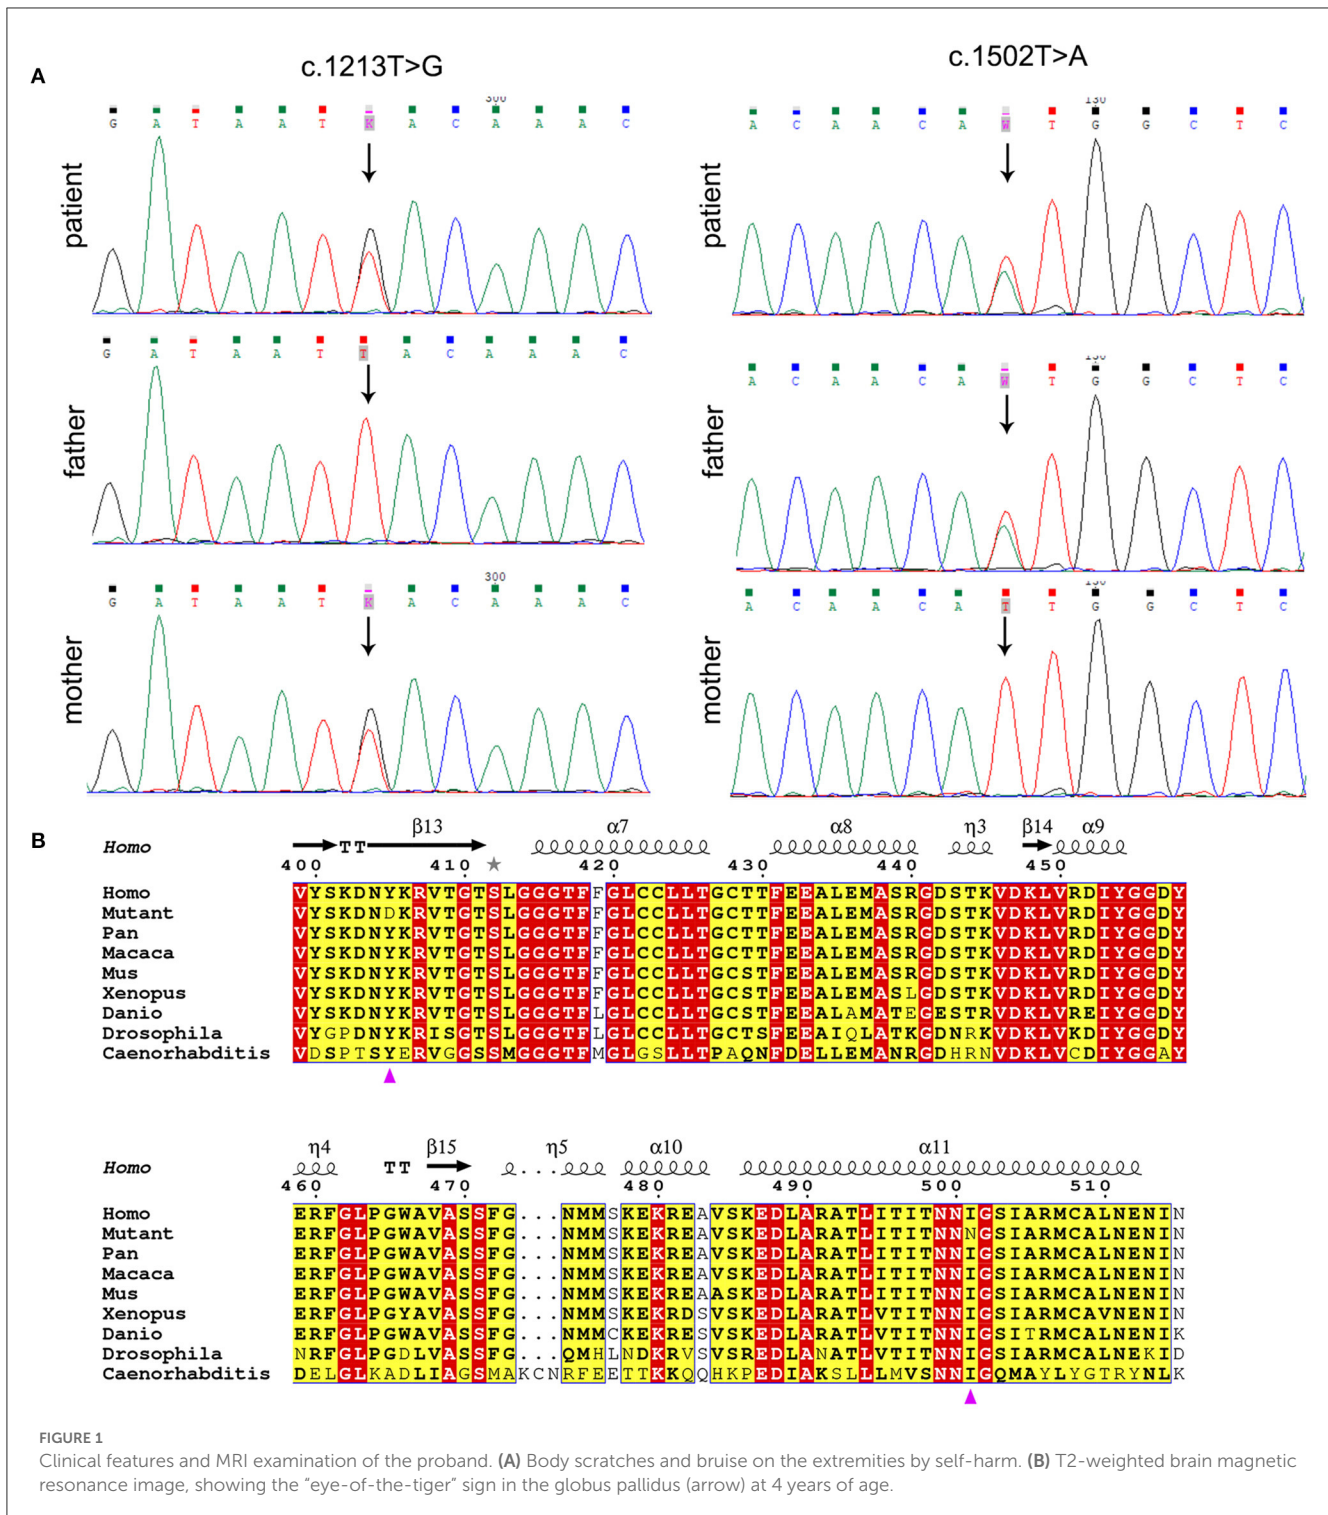 A
c.1213T>G
c.1502T>A
patient
300
G A T A A T K A C A A A C
130
A C A A C A W T G G C T C
father
G A T A A T T A C A A A C
130
A C A A C A W T G G C T C
mother
300
G A T A A T K A C A A A C
130
A C A A C A T T G G C T C
B
β13 α7 α8 η3 β14 α9
Homo TT
400 410 ★ 420 430 440 450
Homo VYSKDNYKRVTGTSLGGGTFFGLCCLLTGCTTFEEALEMASRGDSTKVDKLVRDIYGGDY
Mutant VYSKDNDKRVTGTSLGGGTFFGLCCLLTGCTTFEEALEMASRGDSTKVDKLVRDIYGGDY
Pan VYSKDNYKRVTGTSLGGGTFFGLCCLLTGCTTFEEALEMASRGDSTKVDKLVRDIYGGDY
Macaca VYSKDNYKRVTGTSLGGGTFFGLCCLLTGCTTFEEALEMASRGDSTKVDKLVRDIYGGDY
Mus VYSKDNYKRVTGTSLGGGTFFGLCCLLTGCSTFEEALEMASRGDSTKVDKLVRDIYGGDY
Xenopus VYSKDNYKRVTGTSLGGGTFFGLCCLLTGCSTFEEALEMASLGDSTKVDKLVRDIYGGDY
Danio VYSKDNYKRVTGTSLGGGTFLGLCCLLTGCSTFEEALAMATEGESTRVDKLVRDIYGGDY
Drosophila VYGPDNYKRISGTSLGGGTFLGLCCLLTGCTSFEEAIQLATKGDNRKVDKLVKDIYGGDY
Caenorhabditis VDSPTSYERVGGSSMGGGTFMGLGSLLTPAQNFDELLEMANRGDHRNVDKLVCDIYGGAY
η4 β15 η5 α10 α11
Homo TT ....
460 470 480 490 500 510
Homo ERFGLPGWAVASSFG...NMMSKEKREAVSKEDLARATLITITNNIGSIARMCALNENIN
Mutant ERFGLPGWAVASSFG...NMMSKEKREAVSKEDLARATLITITNNNGSIARMCALNENIN
Pan ERFGLPGWAVASSFG...NMMSKEKREAVSKEDLARATLITITNNIGSIARMCALNENIN
Macaca ERFGLPGWAVASSFG...NMMSKEKREAVSKEDLARATLITITNNIGSIARMCALNENIN
Mus ERFGLPGWAVASSFG...NMMSKEKREAASKEDLARATLITITNNIGSIARMCALNENIN
Xenopus ERFGLPGYAVASSFG...NMMSKEKRDSVSKEDLARATLVTITNNIGSIARMCAVNENIN
Danio ERFGLPGWAVASSFG...NMMCKEKRESVSKEDLARATLVTITNNIGSITRMCALNENIK
Drosophila NRFGLPGDLVASSFG...QMHLNDKRVSVSREDLANATLVTITNNIGSIARMCALNEKID
Caenorhabditis DELGLKADLIAGSMAKCNRFEETTKKQQHKPEDIAKSLLLMVSNNIGQMAYLYGTRYNLK
FIGURE 1
Clinical features and MRI examination of the proband. (A) Body scratches and bruise on the extremities by self-harm. (B) T2-weighted brain magnetic
resonance image, showing the "eye-of-the-tiger" sign in the globus pallidus (arrow) at 4 years of age.